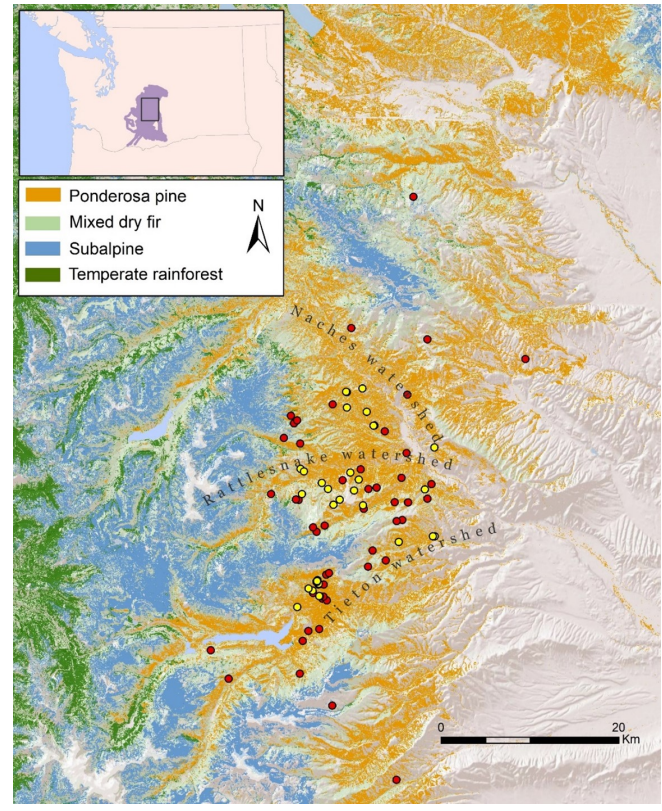 Ponderosa pine
Mixed dry fir
Subalpine
Temperate rainforest
N
Naches watershed
Rattlesnake watershed
Tieton watershed
0 20
Km